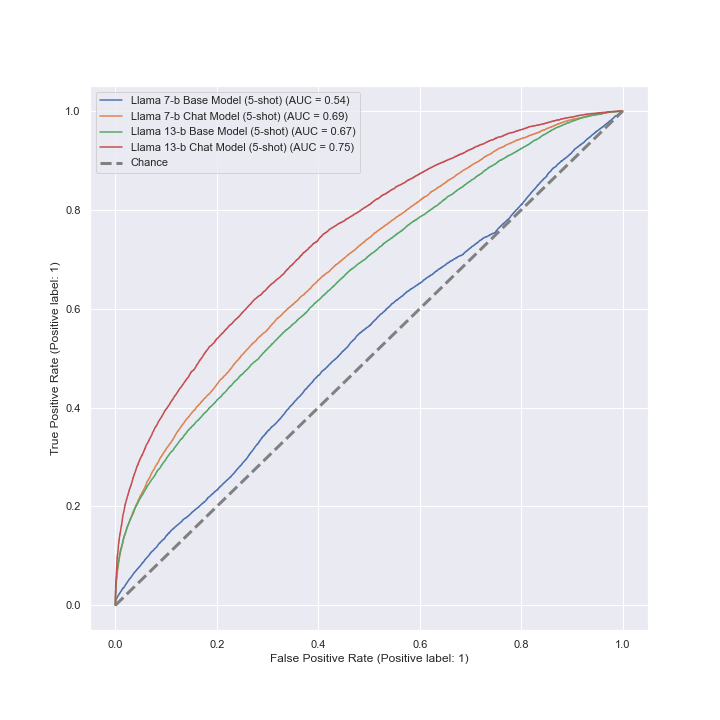 Llama 7-b Base Model (5-shot) (AUC = 0.54)
Llama 7-b Chat Model (5-shot) (AUC = 0.69)
Llama 13-b Base Model (5-shot) (AUC = 0.67)
Llama 13-b Chat Model (5-shot) (AUC = 0.75)
Chance
True Positive Rate (Positive label: 1)
1.0
0.8
0.6
0.4
0.2
0.0
0.0 0.2 0.4 0.6 0.8 1.0
False Positive Rate (Positive label: 1)